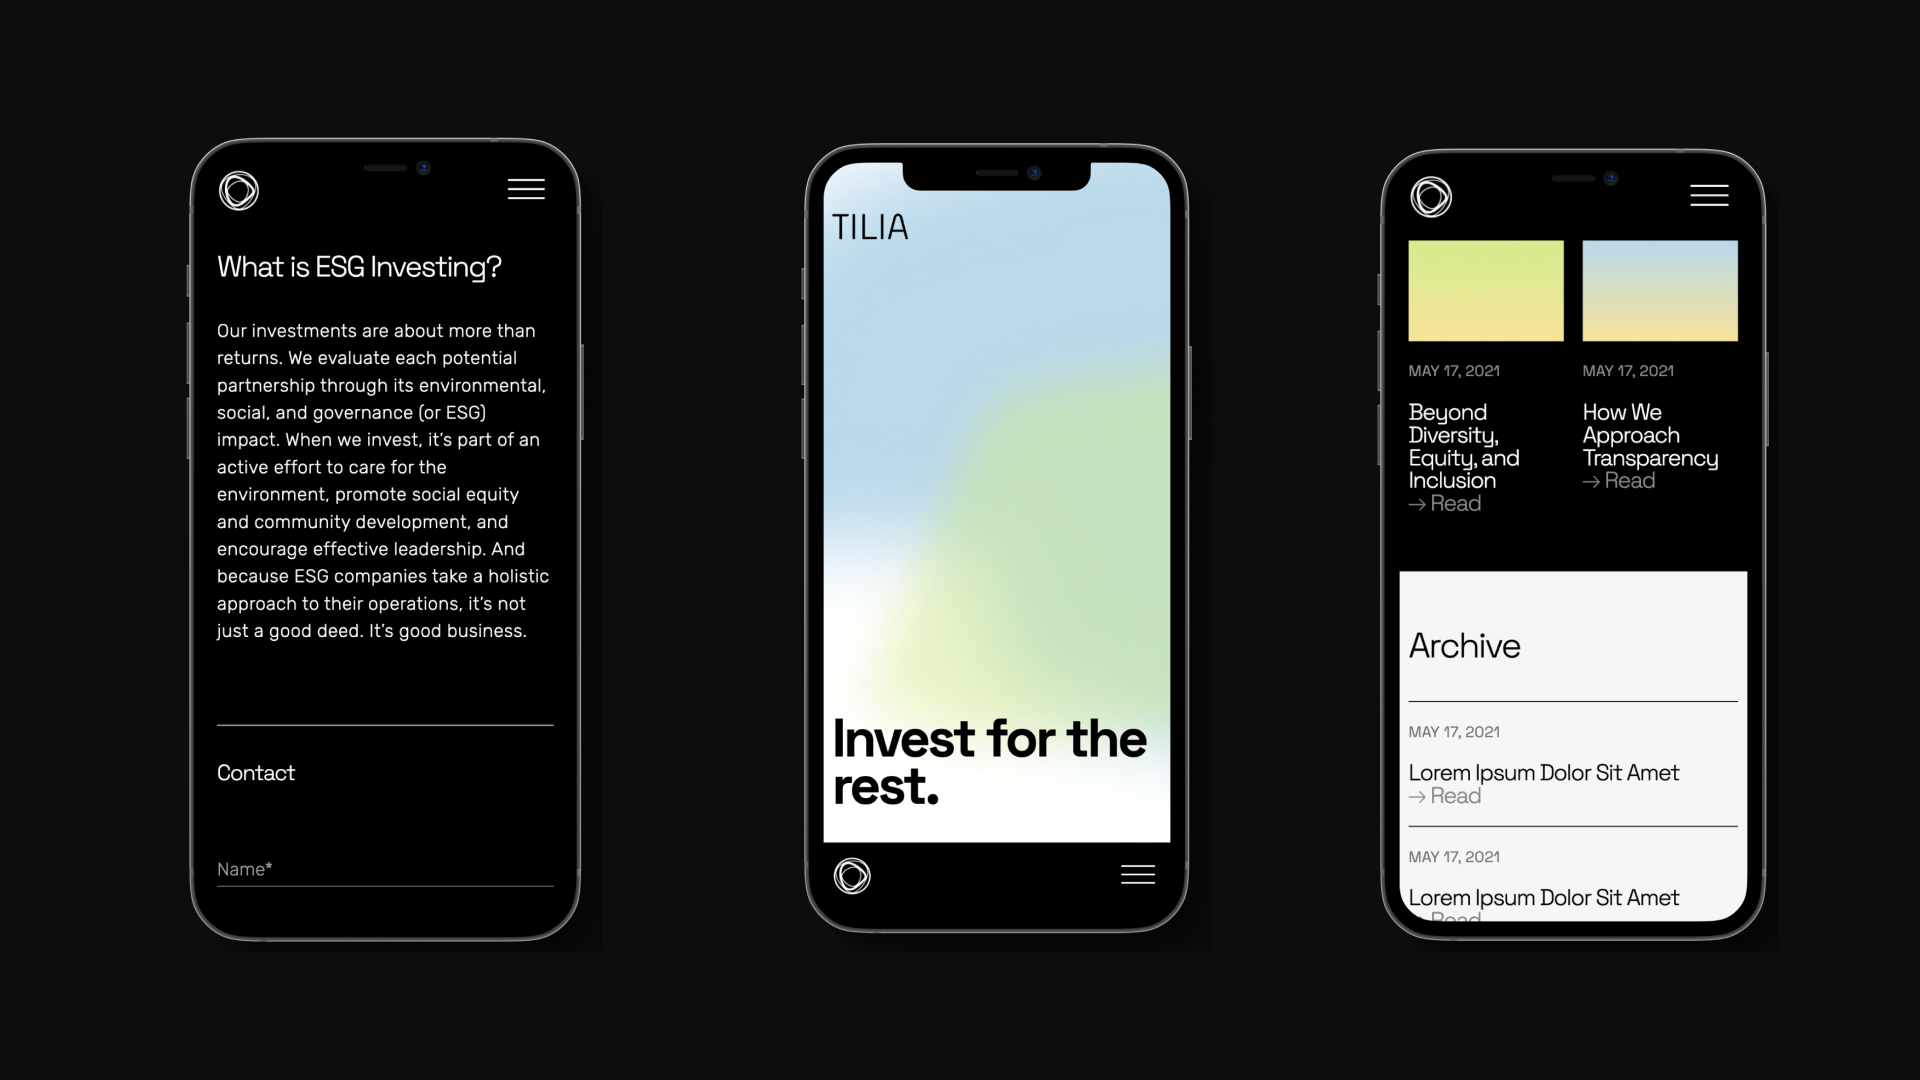 What is ESG Investing?
Our investments are about more than
returns. We evaluate each potential
partnership through its environmental,
social, and governance (or ESG)
impact. When we invest, it's part of an
active effort to care for the
environment, promote social equity
and community development, and
encourage effective leadership. And
because ESG companies take a holistic
approach to their operations, it's not
just a good deed. It's good business.
Contact
Name*
TILIA
Invest for the
rest.
MAY 17, 2021
Beyond
Diversity,
Equity, and
Inclusion
→ Read
MAY 17, 2021
How We
Approach
Transparency
→ Read
Archive
MAY 17, 2021
Lorem Ipsum Dolor Sit Amet
→ Read
MAY 17, 2021
Lorem Ipsum Dolor Sit Amet
→ Read